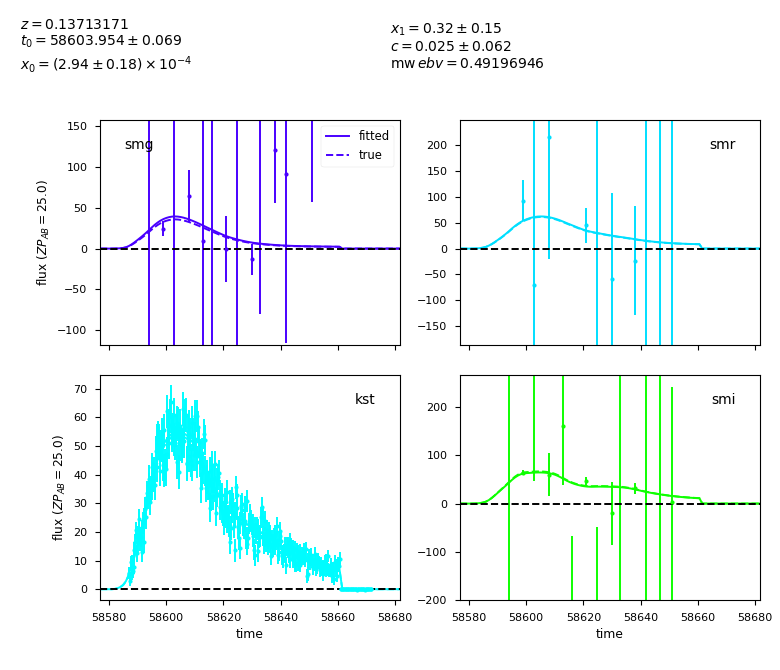 z = 0.13713171
t₀ = 58603.954 ± 0.069
x₀ = (2.94 ± 0.18) × 10⁻⁴
x₁ = 0.32 ± 0.15
c = 0.025 ± 0.062
mw ebv = 0.49196946
smg
fitted
true
150
100
50
0
−50
−100
flux (ZP_AB = 25.0)
smr
200
150
100
50
0
−50
−100
−150
kst
70
60
50
40
30
20
10
0
flux (ZP_AB = 25.0)
58580 58600 58620 58640 58660 58680
time
smi
200
100
0
−100
−200
58580 58600 58620 58640 58660 58680
time